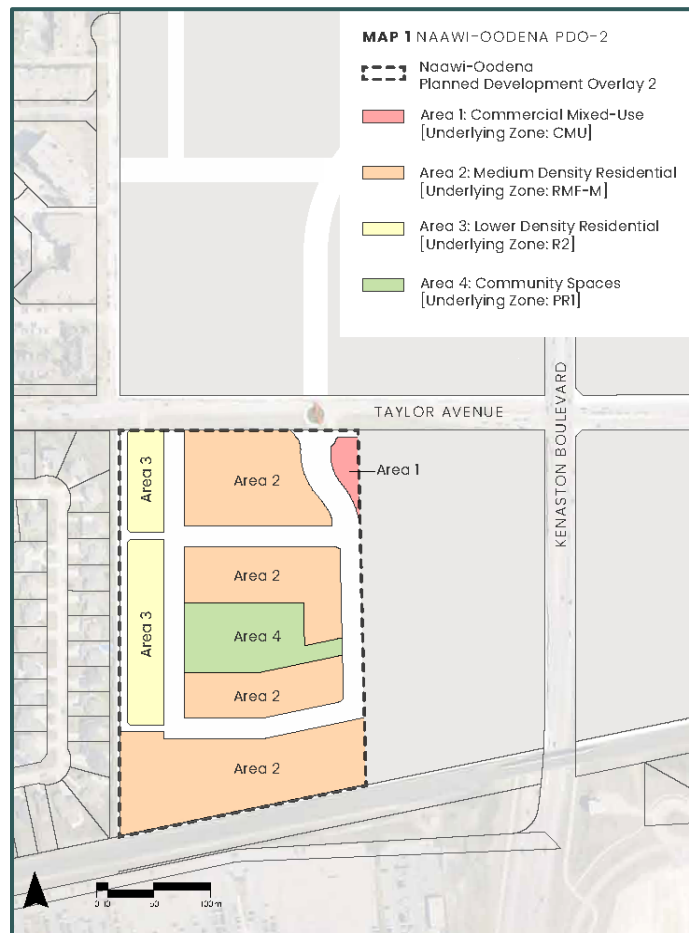 MAP 1 NAAWI-OODENA PDO-2
Naawi-Oodena
Planned Development Overlay 2
Area 1: Commercial Mixed-Use
[Underlying Zone: CMU]
Area 2: Medium Density Residential
[Underlying Zone: RMF-M]
Area 3: Lower Density Residential
[Underlying Zone: R2]
Area 4: Community Spaces
[Underlying Zone: PR1]
TAYLOR AVENUE
KENASTON BOULEVARD
Area 3
Area 2
Area 1
Area 2
Area 3
Area 4
Area 2
Area 2
0 10 50 100 m